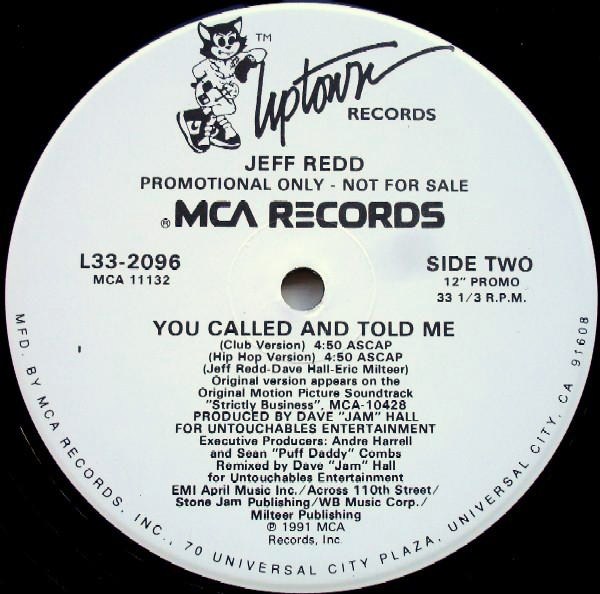 Uptown ™
RECORDS
JEFF REDD
PROMOTIONAL ONLY - NOT FOR SALE
® MCA RECORDS
L33-2096
MCA 11132
SIDE TWO
12" PROMO
33 1/3 R.P.M.
YOU CALLED AND TOLD ME
(Club Version) 4:50 ASCAP
(Hip Hop Version) 4:50 ASCAP
(Jeff Redd-Dave Hall-Eric Milteer)
Original version appears on the
Original Motion Picture Soundtrack
"Strictly Business", MCA-10428
PRODUCED BY DAVE "JAM" HALL
FOR UNTOUCHABLES ENTERTAINMENT
Executive Producers: Andre Harrell
and Sean "Puff Daddy" Combs
Remixed by Dave "Jam" Hall
for Untouchables Entertainment
EMI April Music Inc./Across 110th Street/
Stone Jam Publishing/WB Music Corp./
Milteer Publishing
℗ 1991 MCA
Records, Inc.
MFD. BY MCA RECORDS, INC., 70 UNIVERSAL CITY PLAZA, UNIVERSAL CITY, CA 91608